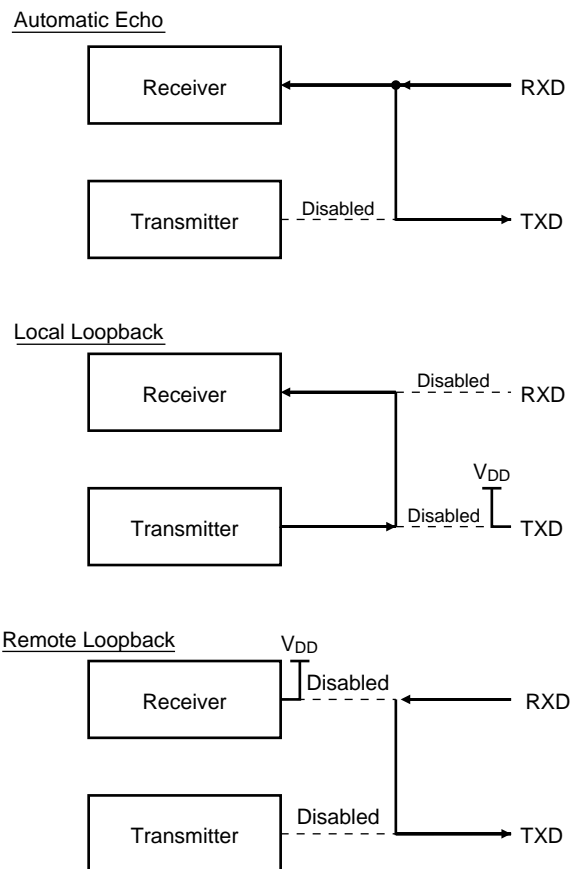 Automatic Echo
Receiver
RXD
Transmitter
Disabled
TXD
Local Loopback
Receiver
Disabled
RXD
VDD
Transmitter
Disabled
TXD
Remote Loopback
VDD
Receiver
Disabled
RXD
Transmitter
Disabled
TXD